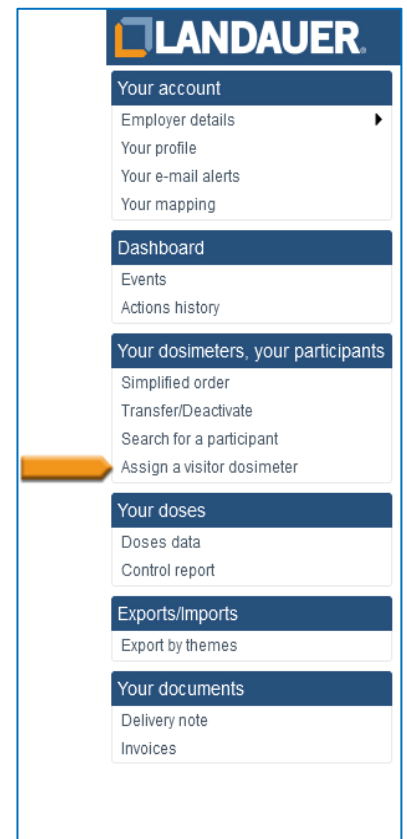 LANDAUER.
Your account
Employer details
Your profile
Your e-mail alerts
Your mapping
Dashboard
Events
Actions history
Your dosimeters, your participants
Simplified order
Transfer/Deactivate
Search for a participant
Assign a visitor dosimeter
Your doses
Doses data
Control report
Exports/Imports
Export by themes
Your documents
Delivery note
Invoices